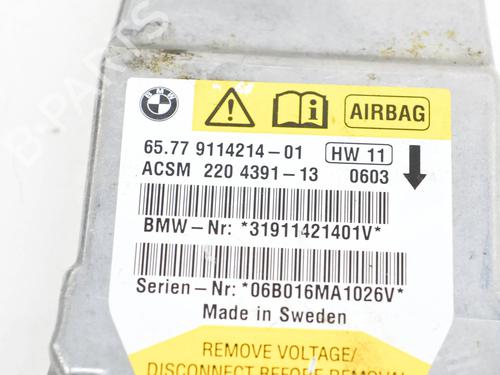 BMW
AIRBAG
65.77 9114214-01 HW 11
ACSM 220 4391-13 0603
BMW-Nr: *31911421401V*
Serien-Nr: *06B016MA1026V*
Made in Sweden
REMOVE VOLTAGE/
DISCONNECT BEFORE REMOVAL